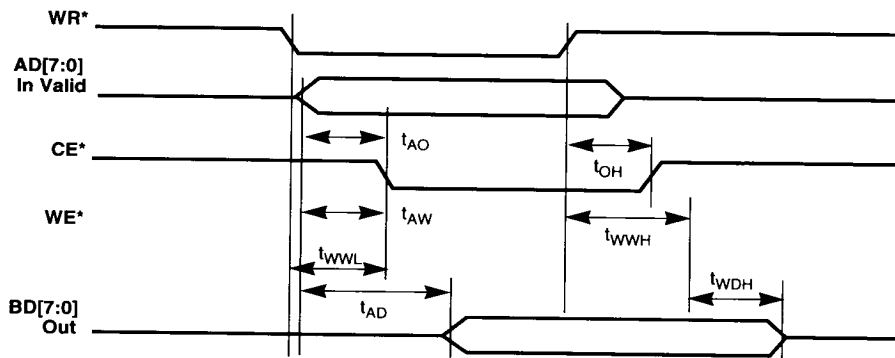 WR*
AD[7:0]
In Valid
tAO
CE*
tOH
tAW
WE*
tWWH
tWWL
tWDH
tAD
BD[7:0]
Out